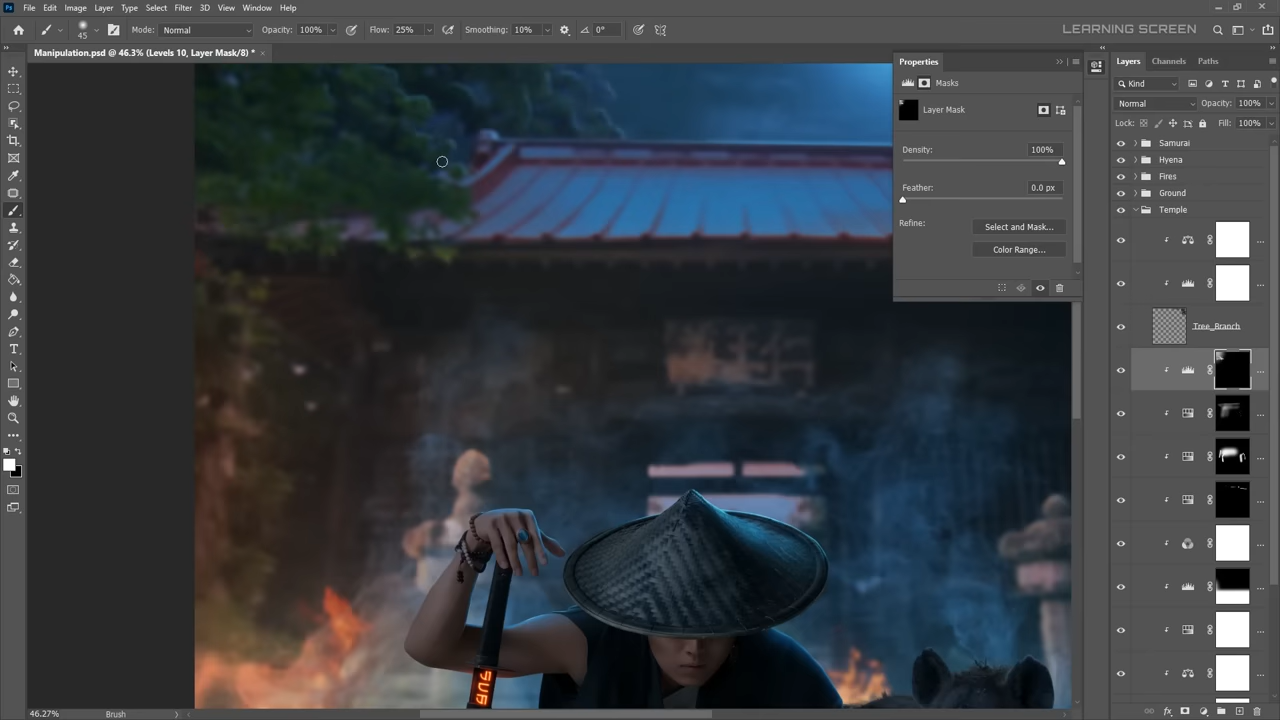 File Edit Image Layer Type Select Filter 3D View Window Help
45 Mode: Normal Opacity: 100% Flow: 25% Smoothing: 10% 0° LEARNING SCREEN
Manipulation.psd @ 46.3% (Levels 10, Layer Mask/8) *
Properties
Masks
Layer Mask
Density: 100%
Feather: 0.0 px
Refine: Select and Mask...
Color Range...
Layers Channels Paths
Kind
Normal Opacity: 100%
Lock: Fill: 100%
Samurai
Hyena
Fires
Ground
Temple
Tree_Branch
46.27% Brush